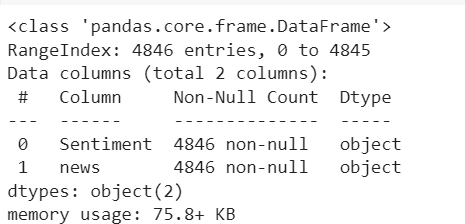 <class 'pandas.core.frame.DataFrame'>
RangeIndex: 4846 entries, 0 to 4845
Data columns (total 2 columns):
 #   Column     Non-Null Count  Dtype
---  ------     --------------  -----
 0   Sentiment  4846 non-null   object
 1   news       4846 non-null   object
dtypes: object(2)
memory usage: 75.8+ KB